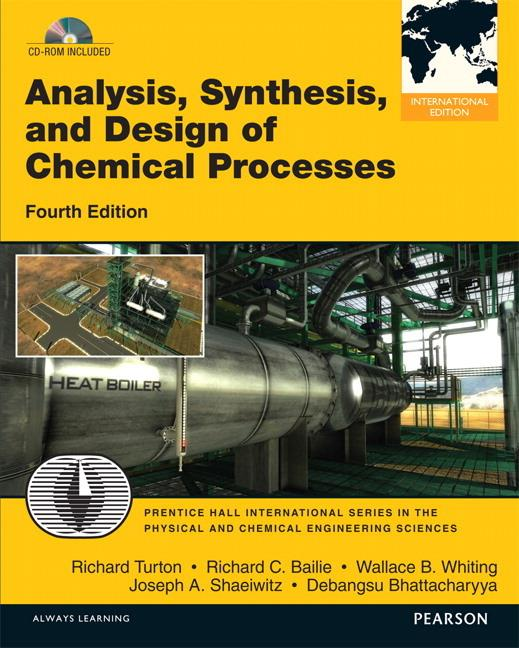 CD-ROM INCLUDED
INTERNATIONAL
EDITION
Analysis, Synthesis,
and Design of
Chemical Processes
Fourth Edition
HEAT BOILER
PRENTICE HALL INTERNATIONAL SERIES IN THE
PHYSICAL AND CHEMICAL ENGINEERING SCIENCES
Richard Turton • Richard C. Bailie • Wallace B. Whiting
Joseph A. Shaeiwitz • Debangsu Bhattacharyya
ALWAYS LEARNING
PEARSON